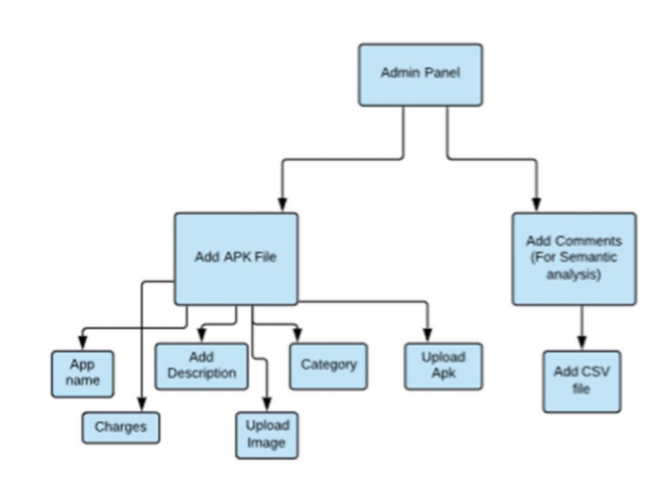 Admin Panel
Add APK File
Add Comments
(For Semantic
analysis)
App
name
Add
Description
Category
Upload
Apk
Add CSV
file
Charges
Upload
Image